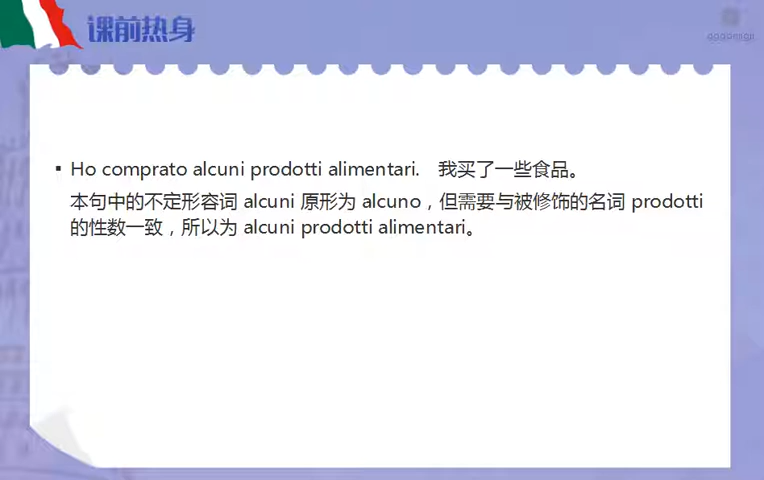 课前热身
▪ Ho comprato alcuni prodotti alimentari. 我买了一些食品。
本句中的不定形容词 alcuni 原形为 alcuno，但需要与被修饰的名词 prodotti
的性数一致，所以为 alcuni prodotti alimentari。